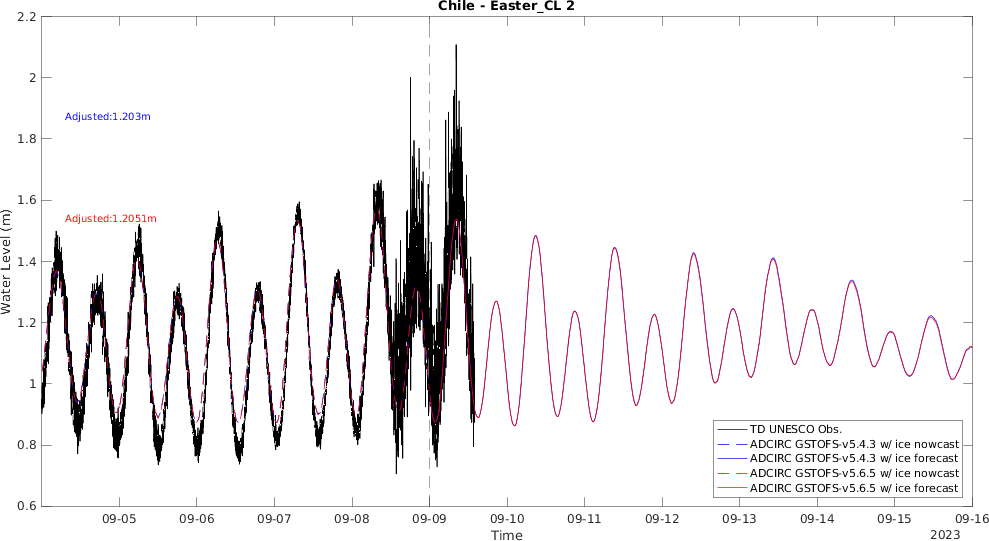 Chile - Easter_CL 2
2.2
2
1.8
1.6
1.4
1.2
1
0.8
0.6
Water Level (m)
Adjusted:1.203m
Adjusted:1.2051m
TD UNESCO Obs.
ADCIRC GSTOFS-v5.4.3 w/ ice nowcast
ADCIRC GSTOFS-v5.4.3 w/ ice forecast
ADCIRC GSTOFS-v5.6.5 w/ ice nowcast
ADCIRC GSTOFS-v5.6.5 w/ ice forecast
09-05 09-06 09-07 09-08 09-09 09-10 09-11 09-12 09-13 09-14 09-15 09-16
Time
2023